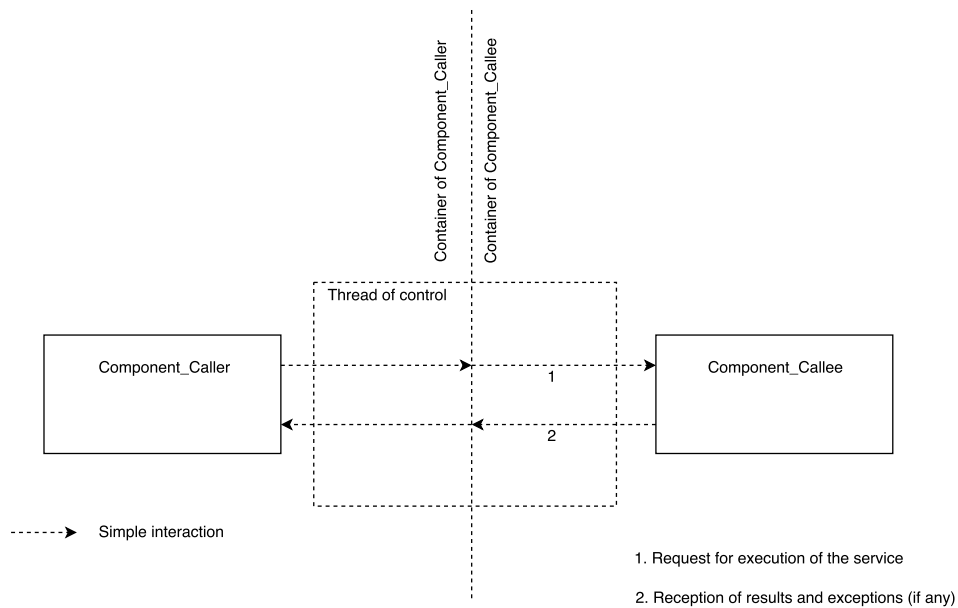 Container of Component_Caller
Container of Component_Callee
Thread of control
Component_Caller
Component_Callee
1
2
Simple interaction
1. Request for execution of the service
2. Reception of results and exceptions (if any)